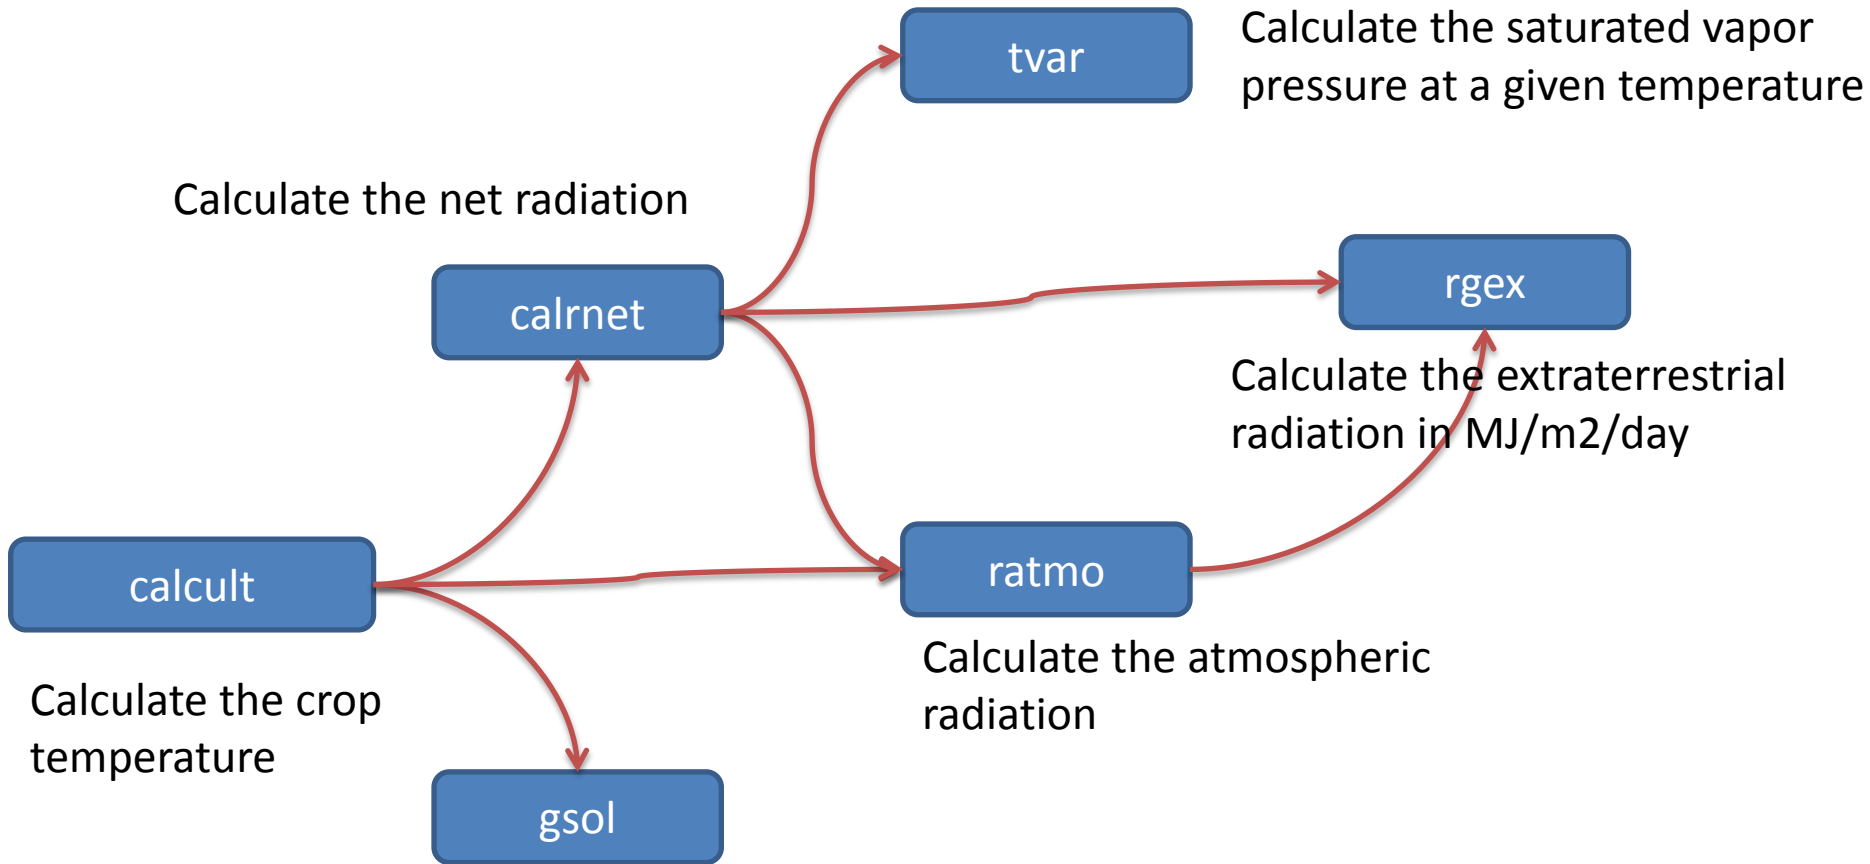 tvar
Calculate the saturated vapor
pressure at a given temperature
Calculate the net radiation
calrnet
rgex
Calculate the extraterrestrial
radiation in MJ/m2/day
calcult
ratmo
Calculate the crop
temperature
Calculate the atmospheric
radiation
gsol